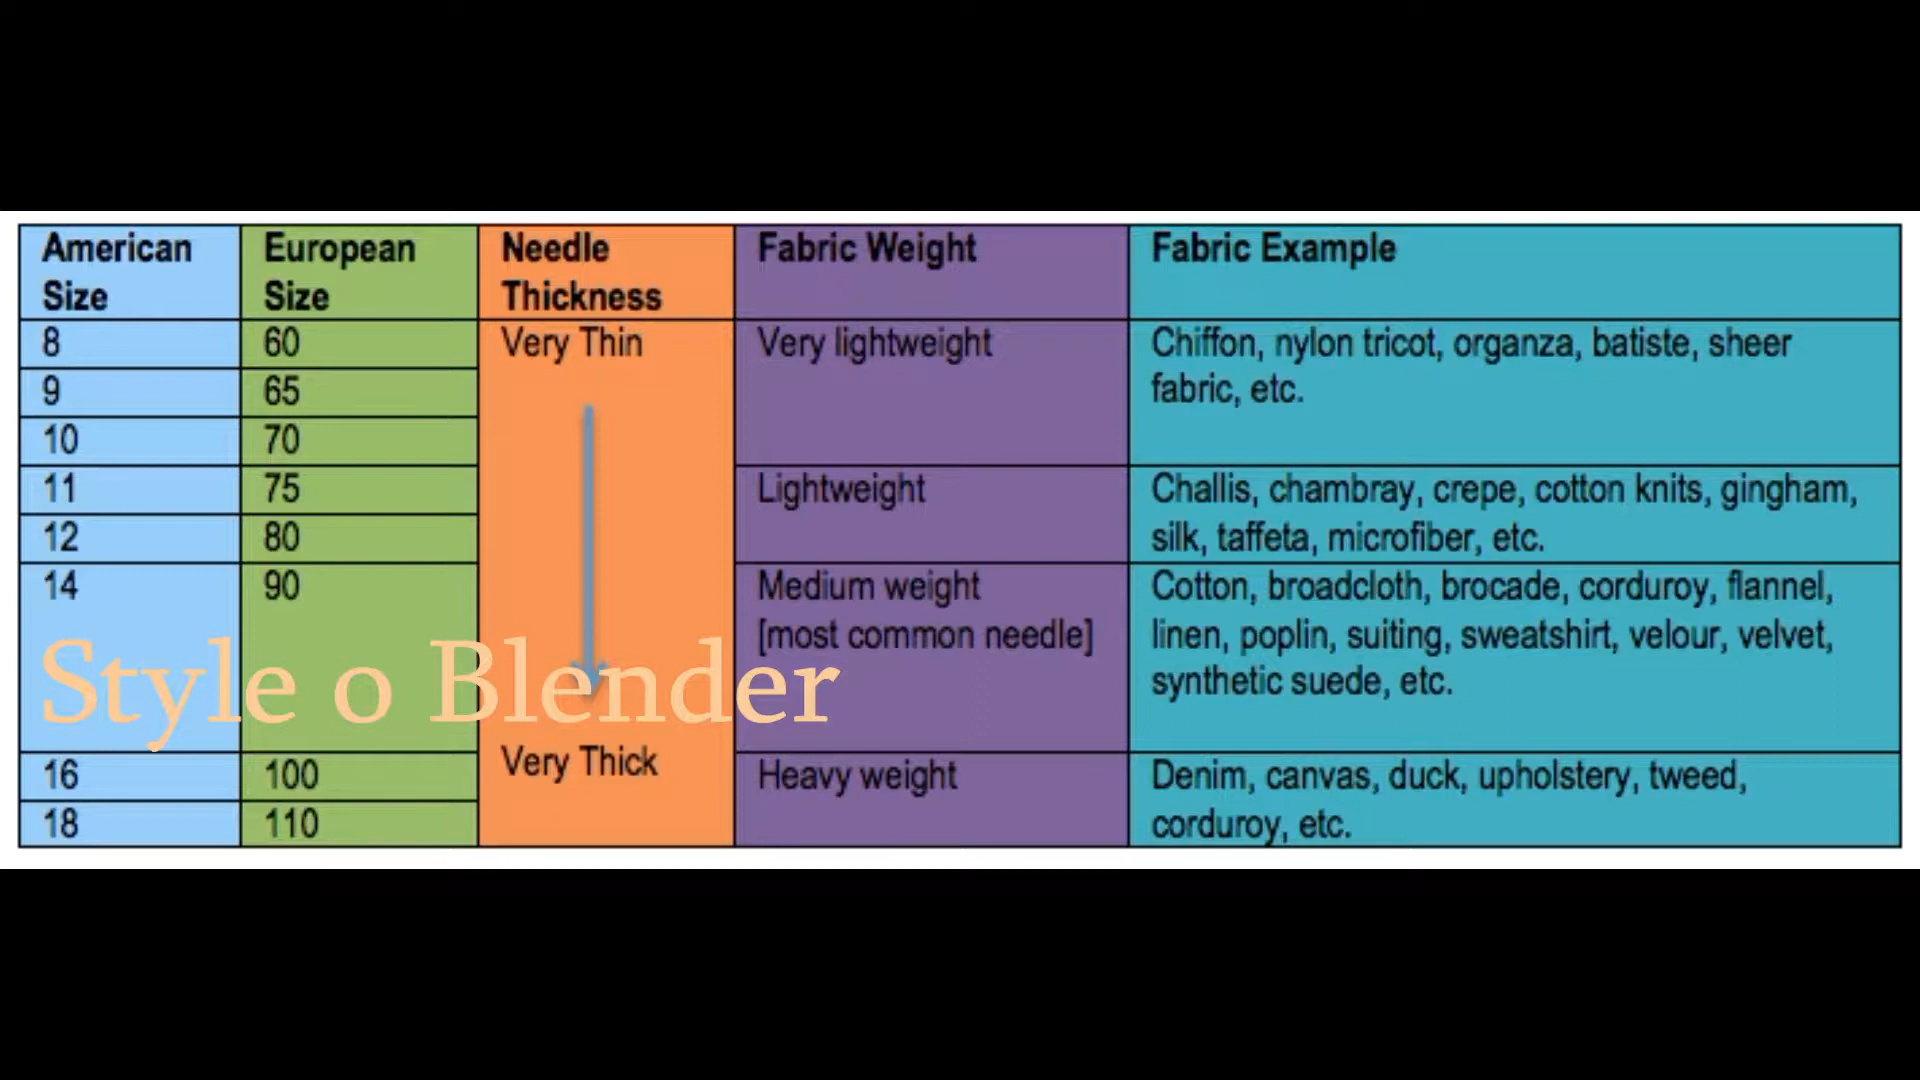 American Size
European Size
Needle Thickness
Fabric Weight
Fabric Example
8
60
Very Thin
Very lightweight
Chiffon, nylon tricot, organza, batiste, sheer
fabric, etc.
9
65
10
70
11
75
Lightweight
Challis, chambray, crepe, cotton knits, gingham,
silk, taffeta, microfiber, etc.
12
80
14
90
Medium weight
[most common needle]
Cotton, broadcloth, brocade, corduroy, flannel,
linen, poplin, suiting, sweatshirt, velour, velvet,
synthetic suede, etc.
Style o Blender
Very Thick
16
100
Heavy weight
Denim, canvas, duck, upholstery, tweed,
corduroy, etc.
18
110